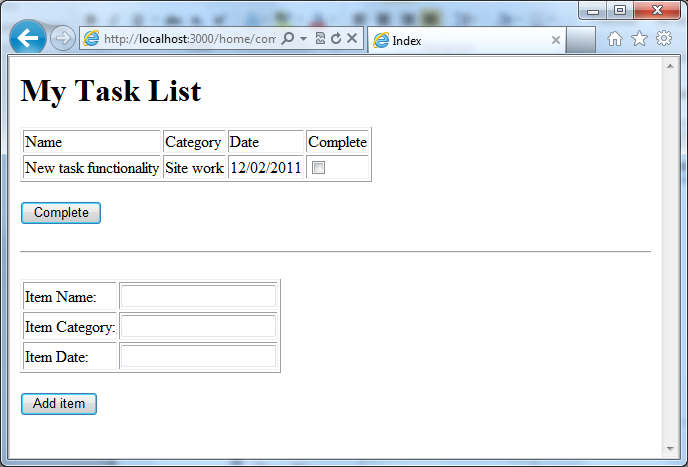 http://localhost:3000/home/com
Index
My Task List
Name Category Date Complete
New task functionality Site work 12/02/2011
Complete
Item Name:
Item Category:
Item Date:
Add item